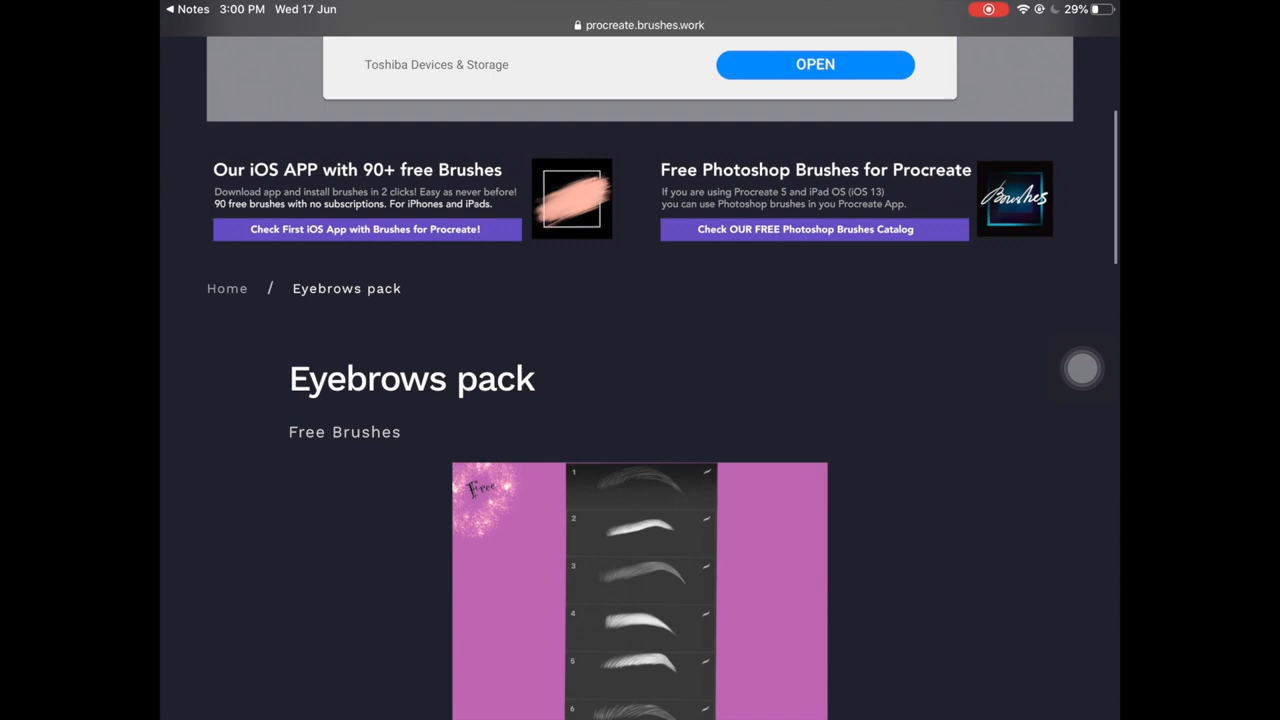 Notes 3:00 PM Wed 17 Jun 29%
procreate.brushes.work
Toshiba Devices & Storage
OPEN
Our iOS APP with 90+ free Brushes
Download app and install brushes in 2 clicks! Easy as never before!
90 free brushes with no subscriptions. For iPhones and iPads.
Check First iOS App with Brushes for Procreate!
Free Photoshop Brushes for Procreate
If you are using Procreate 5 and iPad OS (iOS 13)
you can use Photoshop brushes in you Procreate App.
Check OUR FREE Photoshop Brushes Catalog
Brushes
Home / Eyebrows pack
Eyebrows pack
Free Brushes
Free
1
2
3
4
5
6